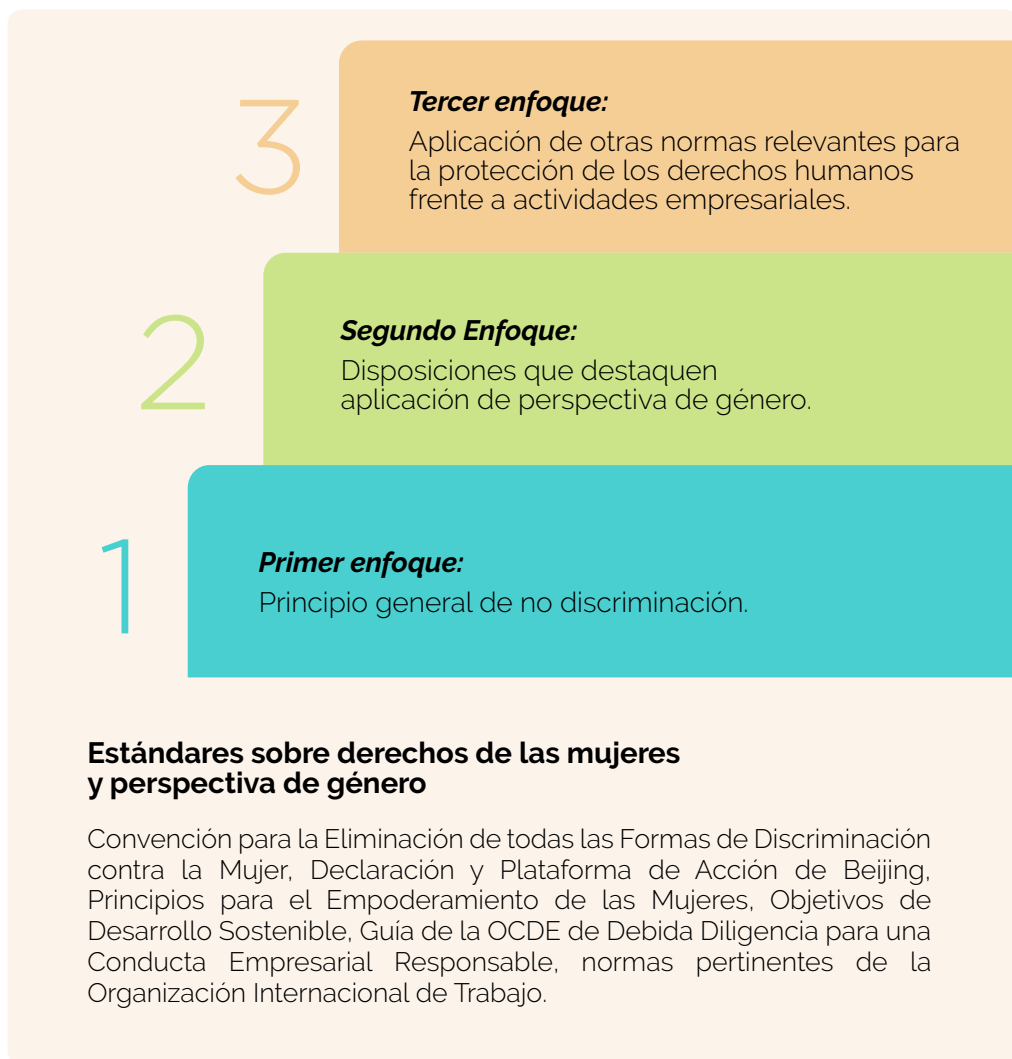 3
Tercer enfoque:
Aplicación de otras normas relevantes para
la protección de los derechos humanos
frente a actividades empresariales.
2
Segundo Enfoque:
Disposiciones que destaquen
aplicación de perspectiva de género.
1
Primer enfoque:
Principio general de no discriminación.
Estándares sobre derechos de las mujeres
y perspectiva de género
Convención para la Eliminación de todas las Formas de Discriminación
contra la Mujer, Declaración y Plataforma de Acción de Beijing,
Principios para el Empoderamiento de las Mujeres, Objetivos de
Desarrollo Sostenible, Guía de la OCDE de Debida Diligencia para una
Conducta Empresarial Responsable, normas pertinentes de la
Organización Internacional de Trabajo.